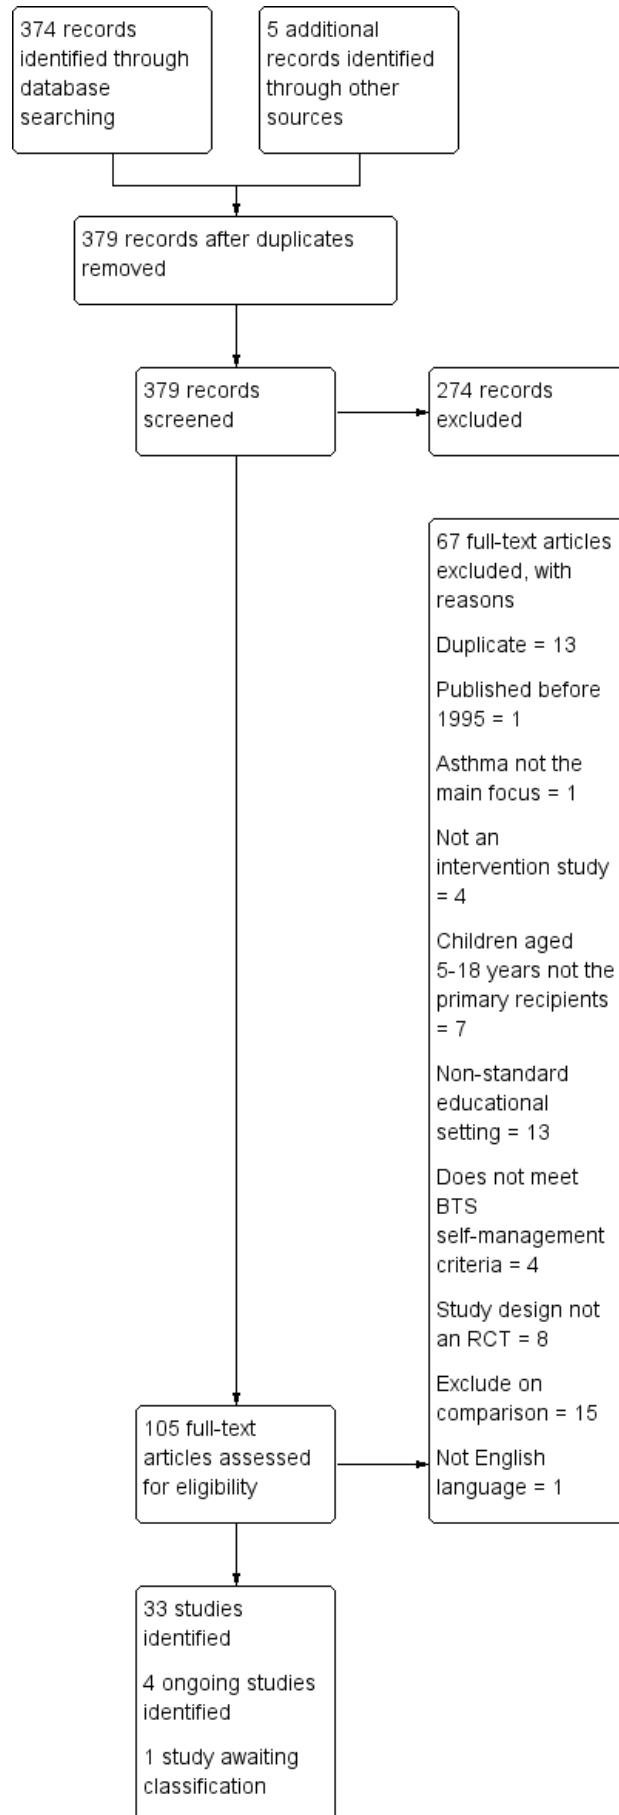 374 records
identified through
database
searching
5 additional
records identified
through other
sources
379 records after duplicates
removed
379 records
screened
274 records
excluded
67 full-text articles
excluded, with
reasons
Duplicate = 13
Published before
1995 = 1
Asthma not the
main focus = 1
Not an
intervention study
= 4
Children aged
5-18 years not the
primary recipients
= 7
Non-standard
educational
setting = 13
Does not meet
BTS
self-management
criteria = 4
Study design not
an RCT = 8
Exclude on
comparison = 15
Not English
language = 1
105 full-text
articles assessed
for eligibility
33 studies
identified
4 ongoing studies
identified
1 study awaiting
classification